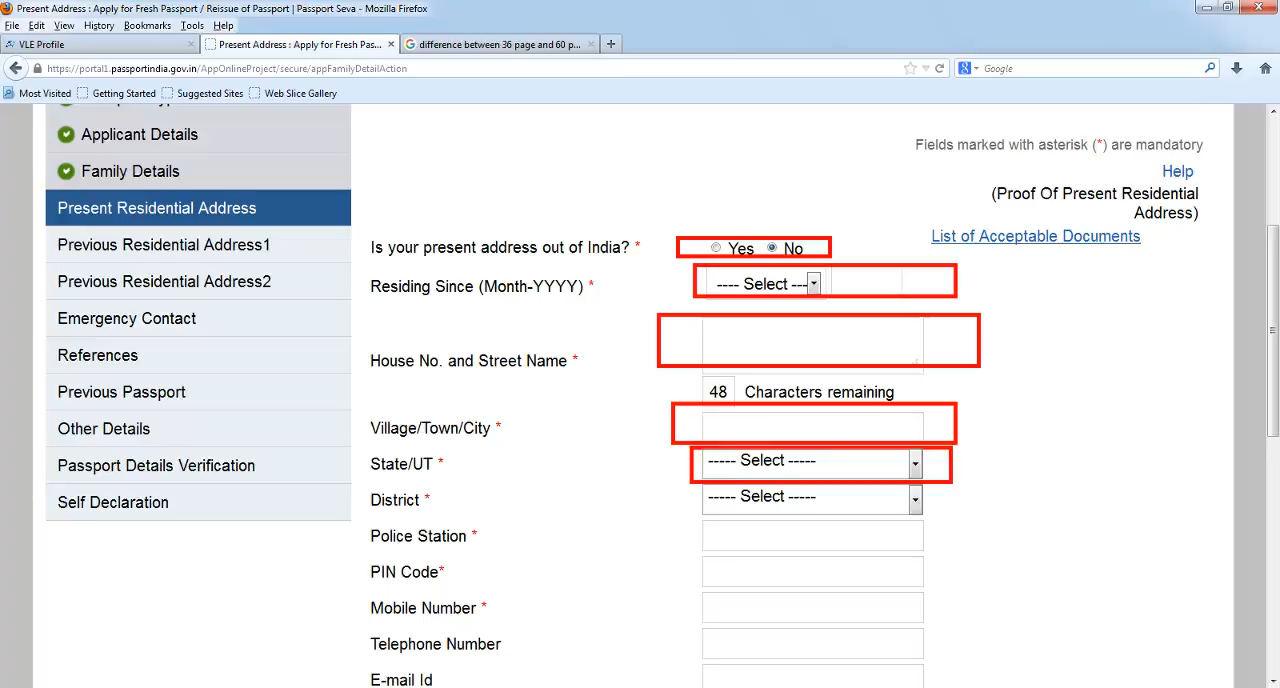 Present Address : Apply for Fresh Passport / Reissue of Passport | Passport Seva - Mozilla Firefox
File Edit View History Bookmarks Tools Help
VLE Profile × Present Address : Apply for Fresh Pas... × difference between 36 page and 60 p... × +
https://portal1.passportindia.gov.in/AppOnlineProject/secure/appFamilyDetailAction Google
Most Visited Getting Started Suggested Sites Web Slice Gallery
Applicant Details
Family Details
Present Residential Address
Previous Residential Address1
Previous Residential Address2
Emergency Contact
References
Previous Passport
Other Details
Passport Details Verification
Self Declaration
Fields marked with asterisk (*) are mandatory
Help
(Proof Of Present Residential
Address)
List of Acceptable Documents
Is your present address out of India? * Yes No
Residing Since (Month-YYYY) * ---- Select ---
House No. and Street Name *
48 Characters remaining
Village/Town/City *
State/UT * ----- Select -----
District * ----- Select -----
Police Station *
PIN Code*
Mobile Number *
Telephone Number
E-mail Id